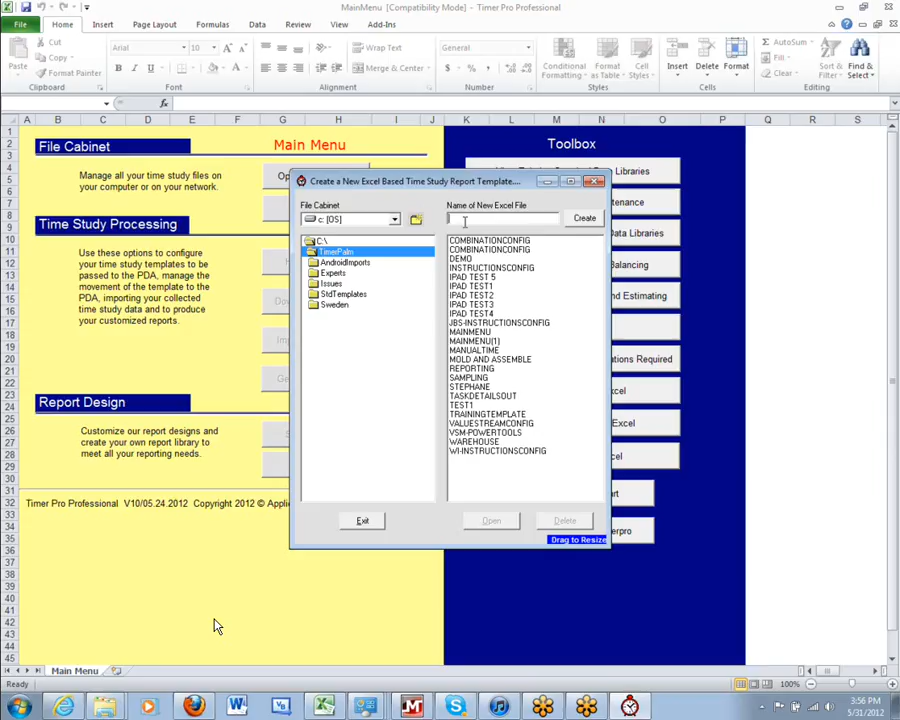 MainMenu [Compatibility Mode] - Timer Pro Professional
File Home Insert Page Layout Formulas Data Review View Add-Ins
Cut
Copy
Format Painter
Paste
Clipboard
Arial 10
B I U
Font
Wrap Text
Merge & Center
Alignment
General
$ % ,
Number
Conditional Formatting
Format as Table
Cell Styles
Styles
Insert Delete Format
Cells
AutoSum
Fill
Clear
Sort & Filter
Find & Select
Editing
fx
A B C D E F G H I J K L M N O P Q R S
File Cabinet
Main Menu
Toolbox
Manage all your time study files on
your computer or on your network.
Time Study Processing
Use these options to configure
your time study templates to
be passed to the PDA, manage
the movement of the template to
the PDA, importing your collected
time study data and to produce
your customized reports.
Report Design
Customize our report designs and
create your own report library to
meet all your reporting needs.
Timer Pro Professional V10/05.24.2012 Copyright 2012 © Appli
Libraries
tenance
Data Libraries
Balancing
nd Estimating
ations Required
xcel
Excel
cel
rt
erpro
Create a New Excel Based Time Study Report Template....
File Cabinet
c: [OS]
Name of New Excel File
Create
C:\
TimerPalm
AndroidImports
Experts
Issues
StdTemplates
Sweden
COMBINATIONCONFIG
COMBINATIONCONFIG
DEMO
INSTRUCTIONSCONFIG
IPAD TEST 5
IPAD TEST1
IPAD TEST2
IPAD TEST3
IPAD TEST4
JBS-INSTRUCTIONSCONFIG
MAINMENU
MAINMENU(1)
MANUALTIME
MOLD AND ASSEMBLE
REPORTING
SAMPLING
STEPHANE
TASKDETAILSOUT
TEST1
TRAININGTEMPLATE
VALUESTREAMCONFIG
VSM-POWERTOOLS
WAREHOUSE
WI-INSTRUCTIONSCONFIG
Exit
Open
Delete
Drag to Resize
Main Menu
Ready
100%
3:56 PM
5/31/2012